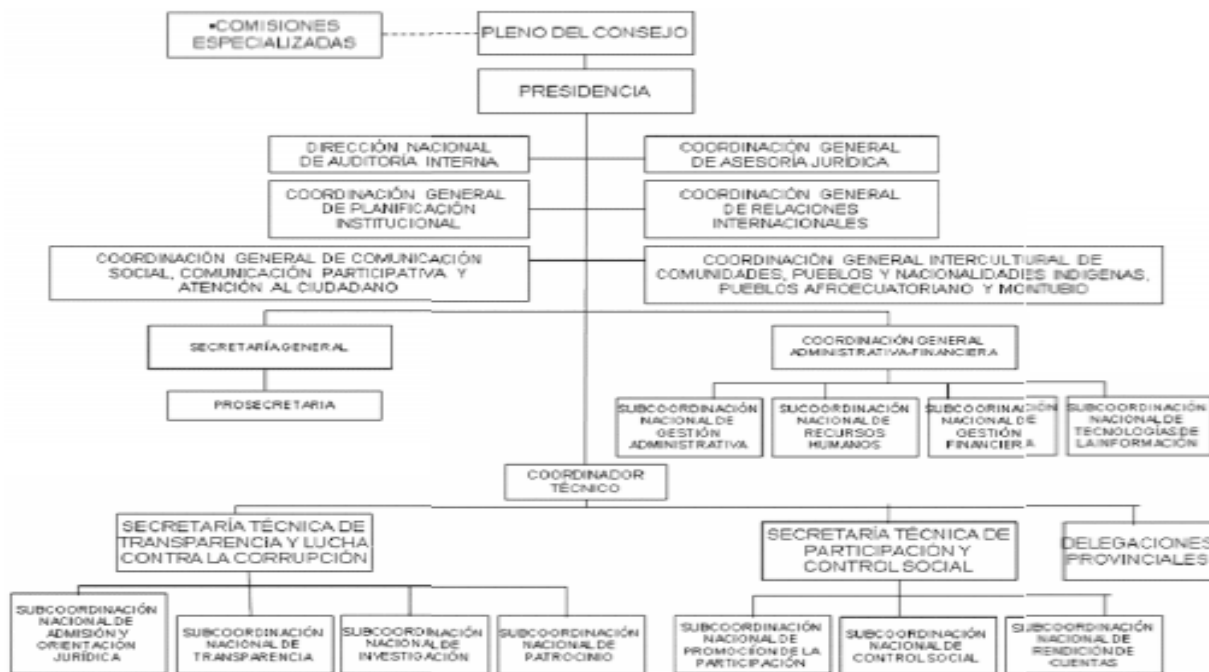 •COMISIONES
ESPECIALIZADAS
PLENO DEL CONSEJO
PRESIDENCIA
DIRECCIÓN NACIONAL
DE AUDITORÍA INTERNA
COORDINACIÓN GENERAL
DE ASESORÍA JURÍDICA
COORDINACIÓN GENERAL
DE PLANIFICACIÓN
INSTITUCIONAL
COORDINACIÓN GENERAL
DE RELACIONES
INTERNACIONALES
COORDINACIÓN GENERAL DE COMUNICACIÓN
SOCIAL, COMUNICACIÓN PARTICIPATIVA Y
ATENCIÓN AL CIUDADANO
COORDINACIÓN GENERAL INTERCULTURAL DE
COMUNIDADES, PUEBLOS Y NACIONALIDADES INDIGENAS,
PUEBLOS AFROECUATORIANO Y MONTUBIO
SECRETARÍA GENERAL
COORDINACIÓN GENERAL
ADMINISTRATIVA-FINANCIERA
PROSECRETARIA
SUBCOORDINACIÓN
NACIONAL DE
GESTIÓN
ADMINISTRATIVA
SUCOORDINACIÓN
NACIONAL DE
RECURSOS
HUMANOS
SUBCOORINACIÓN
NACIONAL DE
GESTIÓN
FINANCIERA
SUBCOORDINACIÓN
NACIONAL DE
TECNOLOGÍAS DE
LA INFORMACIÓN
COORDINADOR
TÉCNICO
SECRETARÍA TÉCNICA DE
TRANSPARENCIA Y LUCHA
CONTRA LA CORRUPCIÓN
SECRETARÍA TÉCNICA DE
PARTICIPACIÓN Y
CONTROL SOCIAL
DELEGACIONES
PROVINCIALES
SUBCOORDINACIÓN
NACIONAL DE
ADMISIÓN Y
ORIENTACIÓN
JURÍDICA
SUBCOORDINACIÓN
NACIONAL DE
TRANSPARENCIA
SUBCOORDINACIÓN
NACIONAL DE
INVESTIGACIÓN
SUBCOORDINACIÓN
NACIONAL DE
PATROCINIO
SUBCOORDINACIÓN
NACIONAL DE
PROMOCIÓN DE LA
PARTICIPACIÓN
SUBCOORDINACIÓN
NACIONAL DE
CONTROL SOCIAL
SUBCOORDINACIÓN
NACIONAL DE
RENDICIÓN DE
CUENTAS